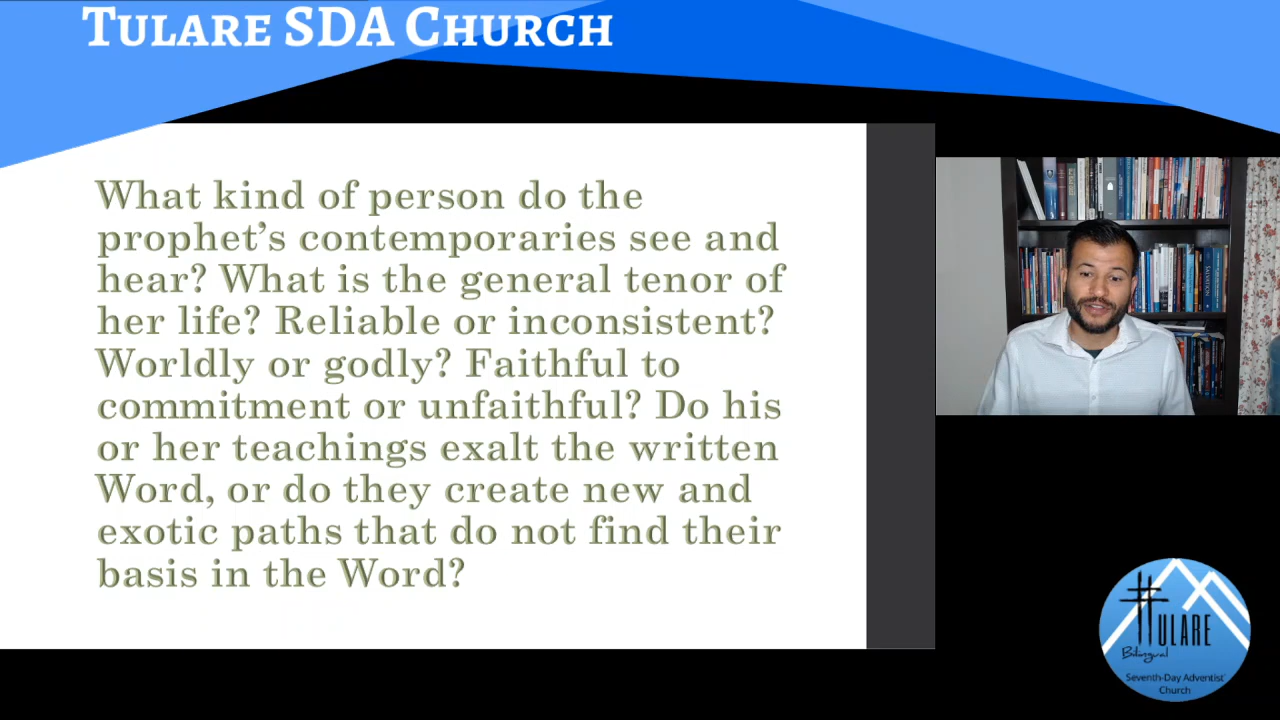 TULARE SDA CHURCH
What kind of person do the
prophet's contemporaries see and
hear? What is the general tenor of
her life? Reliable or inconsistent?
Worldly or godly? Faithful to
commitment or unfaithful? Do his
or her teachings exalt the written
Word, or do they create new and
exotic paths that do not find their
basis in the Word?
SALVATION
TULARE
Bilingual
Seventh-Day Adventist
Church